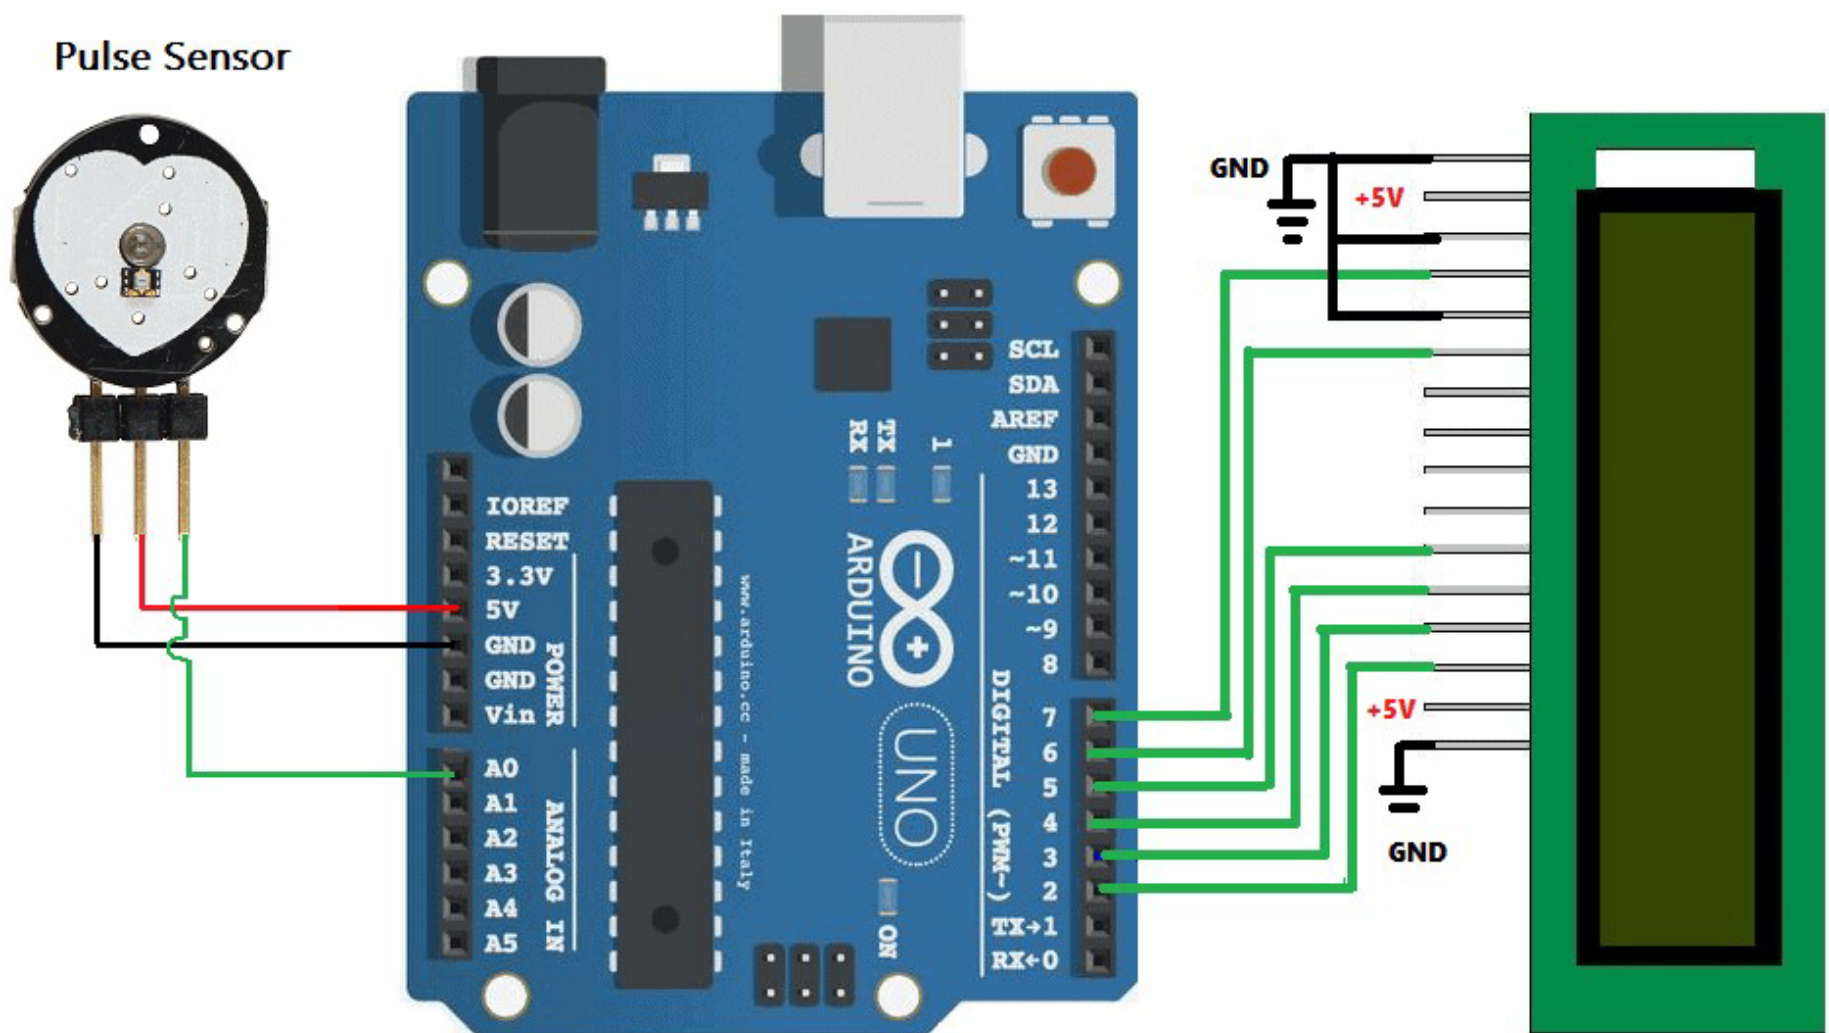 Pulse Sensor
GND
+5V
SCL
SDA
AREF
GND
13
12
~11
~10
~9
8
7
6
5
4
3
2
TX→1
RX←0
DIGITAL (PWM~)
IOREF
RESET
3.3V
5V
GND
GND
Vin
POWER
A0
A1
A2
A3
A4
A5
ANALOG IN
RX
TX
1
ARDUINO
UNO
ON
www.arduino.cc - made in Italy
+5V
GND